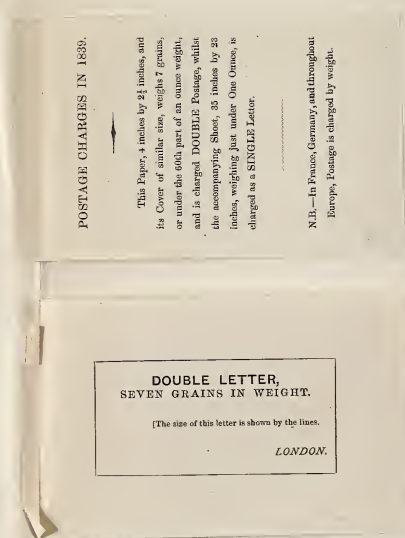 POSTAGE CHARGES IN 1839.
This Paper, 4 inches by 2½ inches, and
its Cover of similar size, weighs 7 grains,
or under the 60th part of an ounce weight,
and is charged DOUBLE Postage, whilst
the accompanying Sheet, 35 inches by 23
inches, weighing just under One Ounce, is
charged as a SINGLE Letter.
N.B.—In France, Germany, and throughout
Europe, Postage is charged by weight.
DOUBLE LETTER,
SEVEN GRAINS IN WEIGHT.
[The size of this letter is shown by the lines.
LONDON.